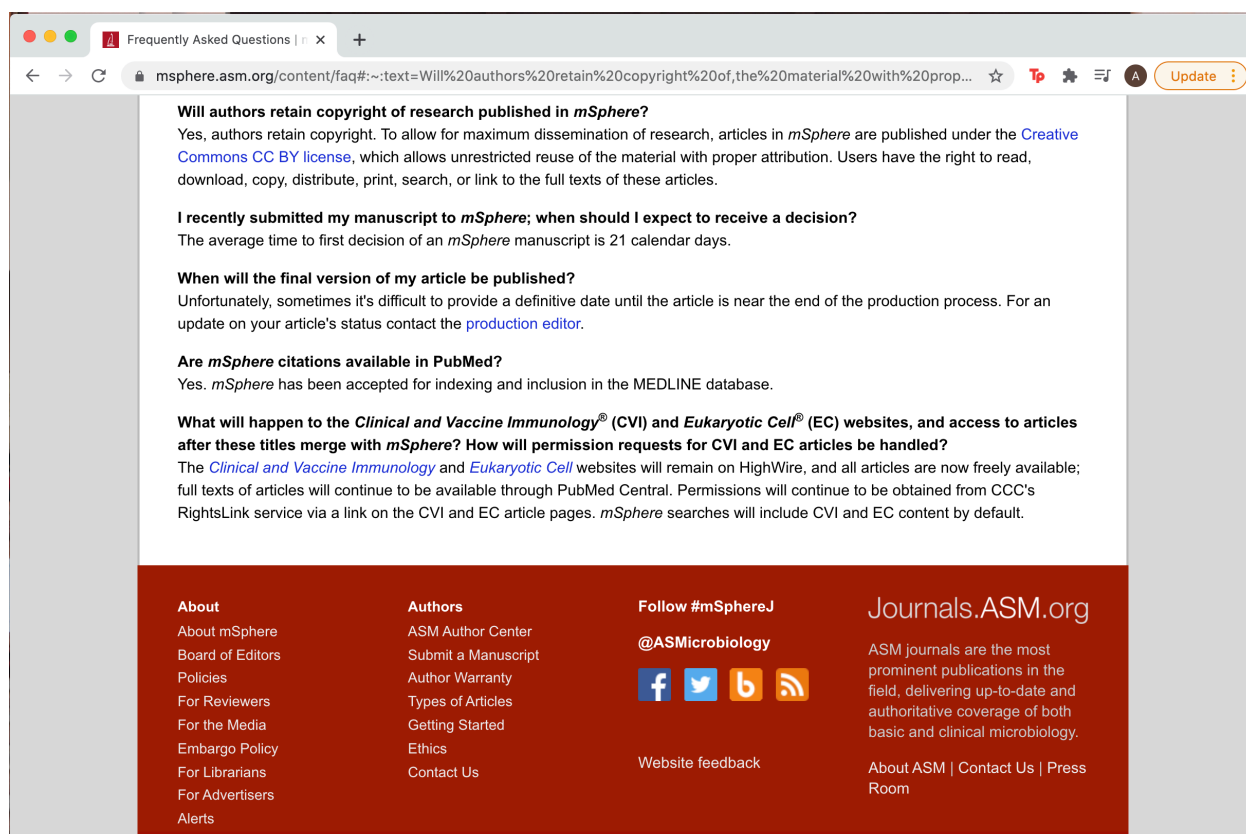 Frequently Asked Questions |
msphere.asm.org/content/faq#:~:text=Will%20authors%20retain%20copyright%20of,the%20material%20with%20prop...
Tp
A
Update
Will authors retain copyright of research published in mSphere?
Yes, authors retain copyright. To allow for maximum dissemination of research, articles in mSphere are published under the Creative
Commons CC BY license, which allows unrestricted reuse of the material with proper attribution. Users have the right to read,
download, copy, distribute, print, search, or link to the full texts of these articles.
I recently submitted my manuscript to mSphere; when should I expect to receive a decision?
The average time to first decision of an mSphere manuscript is 21 calendar days.
When will the final version of my article be published?
Unfortunately, sometimes it's difficult to provide a definitive date until the article is near the end of the production process. For an
update on your article's status contact the production editor.
Are mSphere citations available in PubMed?
Yes. mSphere has been accepted for indexing and inclusion in the MEDLINE database.
What will happen to the Clinical and Vaccine Immunology® (CVI) and Eukaryotic Cell® (EC) websites, and access to articles
after these titles merge with mSphere? How will permission requests for CVI and EC articles be handled?
The Clinical and Vaccine Immunology and Eukaryotic Cell websites will remain on HighWire, and all articles are now freely available;
full texts of articles will continue to be available through PubMed Central. Permissions will continue to be obtained from CCC's
RightsLink service via a link on the CVI and EC article pages. mSphere searches will include CVI and EC content by default.
About
About mSphere
Board of Editors
Policies
For Reviewers
For the Media
Embargo Policy
For Librarians
For Advertisers
Alerts
Authors
ASM Author Center
Submit a Manuscript
Author Warranty
Types of Articles
Getting Started
Ethics
Contact Us
Follow #mSphereJ
@ASMicrobiology
Website feedback
Journals.ASM.org
ASM journals are the most
prominent publications in the
field, delivering up-to-date and
authoritative coverage of both
basic and clinical microbiology.
About ASM | Contact Us | Press
Room